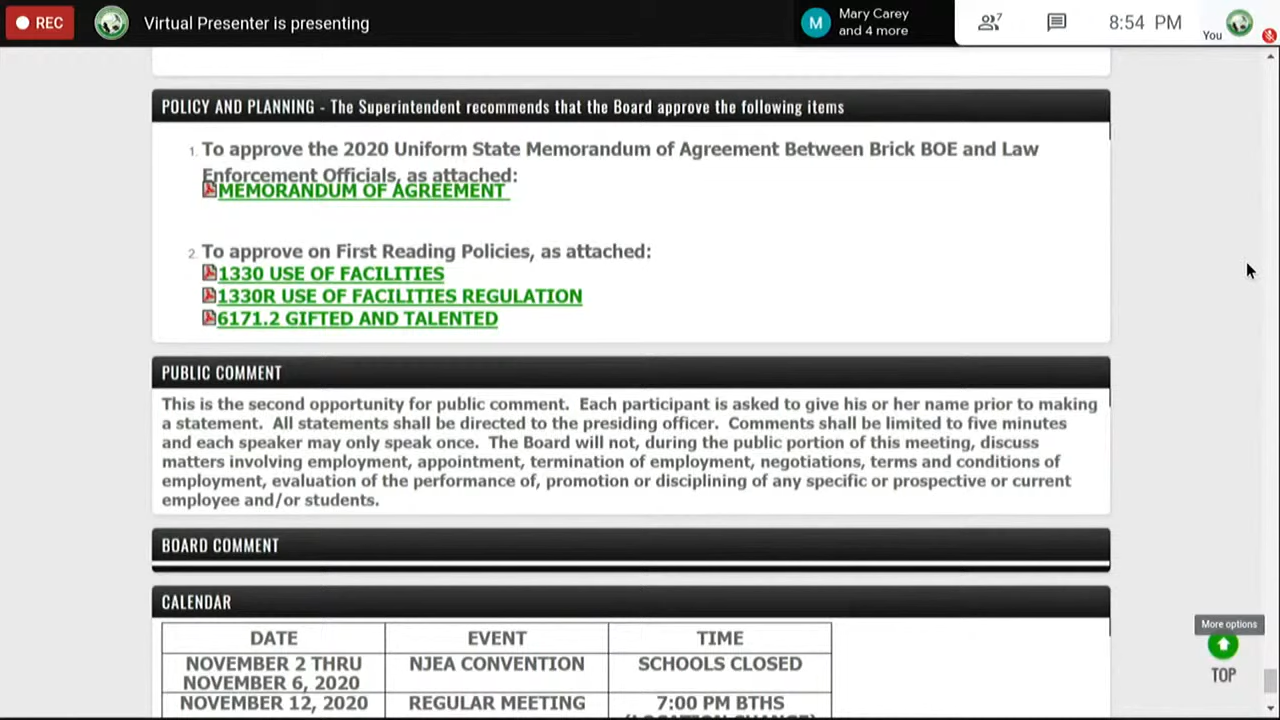 REC
Virtual Presenter is presenting
M
Mary Carey
and 4 more
7
8:54 PM
You
POLICY AND PLANNING - The Superintendent recommends that the Board approve the following items
1. To approve the 2020 Uniform State Memorandum of Agreement Between Brick BOE and Law
Enforcement Officials, as attached:
MEMORANDUM OF AGREEMENT
2. To approve on First Reading Policies, as attached:
1330 USE OF FACILITIES
1330R USE OF FACILITIES REGULATION
6171.2 GIFTED AND TALENTED
PUBLIC COMMENT
This is the second opportunity for public comment. Each participant is asked to give his or her name prior to making
a statement. All statements shall be directed to the presiding officer. Comments shall be limited to five minutes
and each speaker may only speak once. The Board will not, during the public portion of this meeting, discuss
matters involving employment, appointment, termination of employment, negotiations, terms and conditions of
employment, evaluation of the performance of, promotion or disciplining of any specific or prospective or current
employee and/or students.
BOARD COMMENT
CALENDAR
DATE EVENT TIME
NOVEMBER 2 THRU NJEA CONVENTION SCHOOLS CLOSED
NOVEMBER 6, 2020
NOVEMBER 12, 2020 REGULAR MEETING 7:00 PM BTHS
(LOCATION CHANGE)
More options
TOP